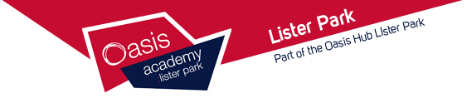 Oasis
academy
lister park
Lister Park
Part of the Oasis Hub Lister Park